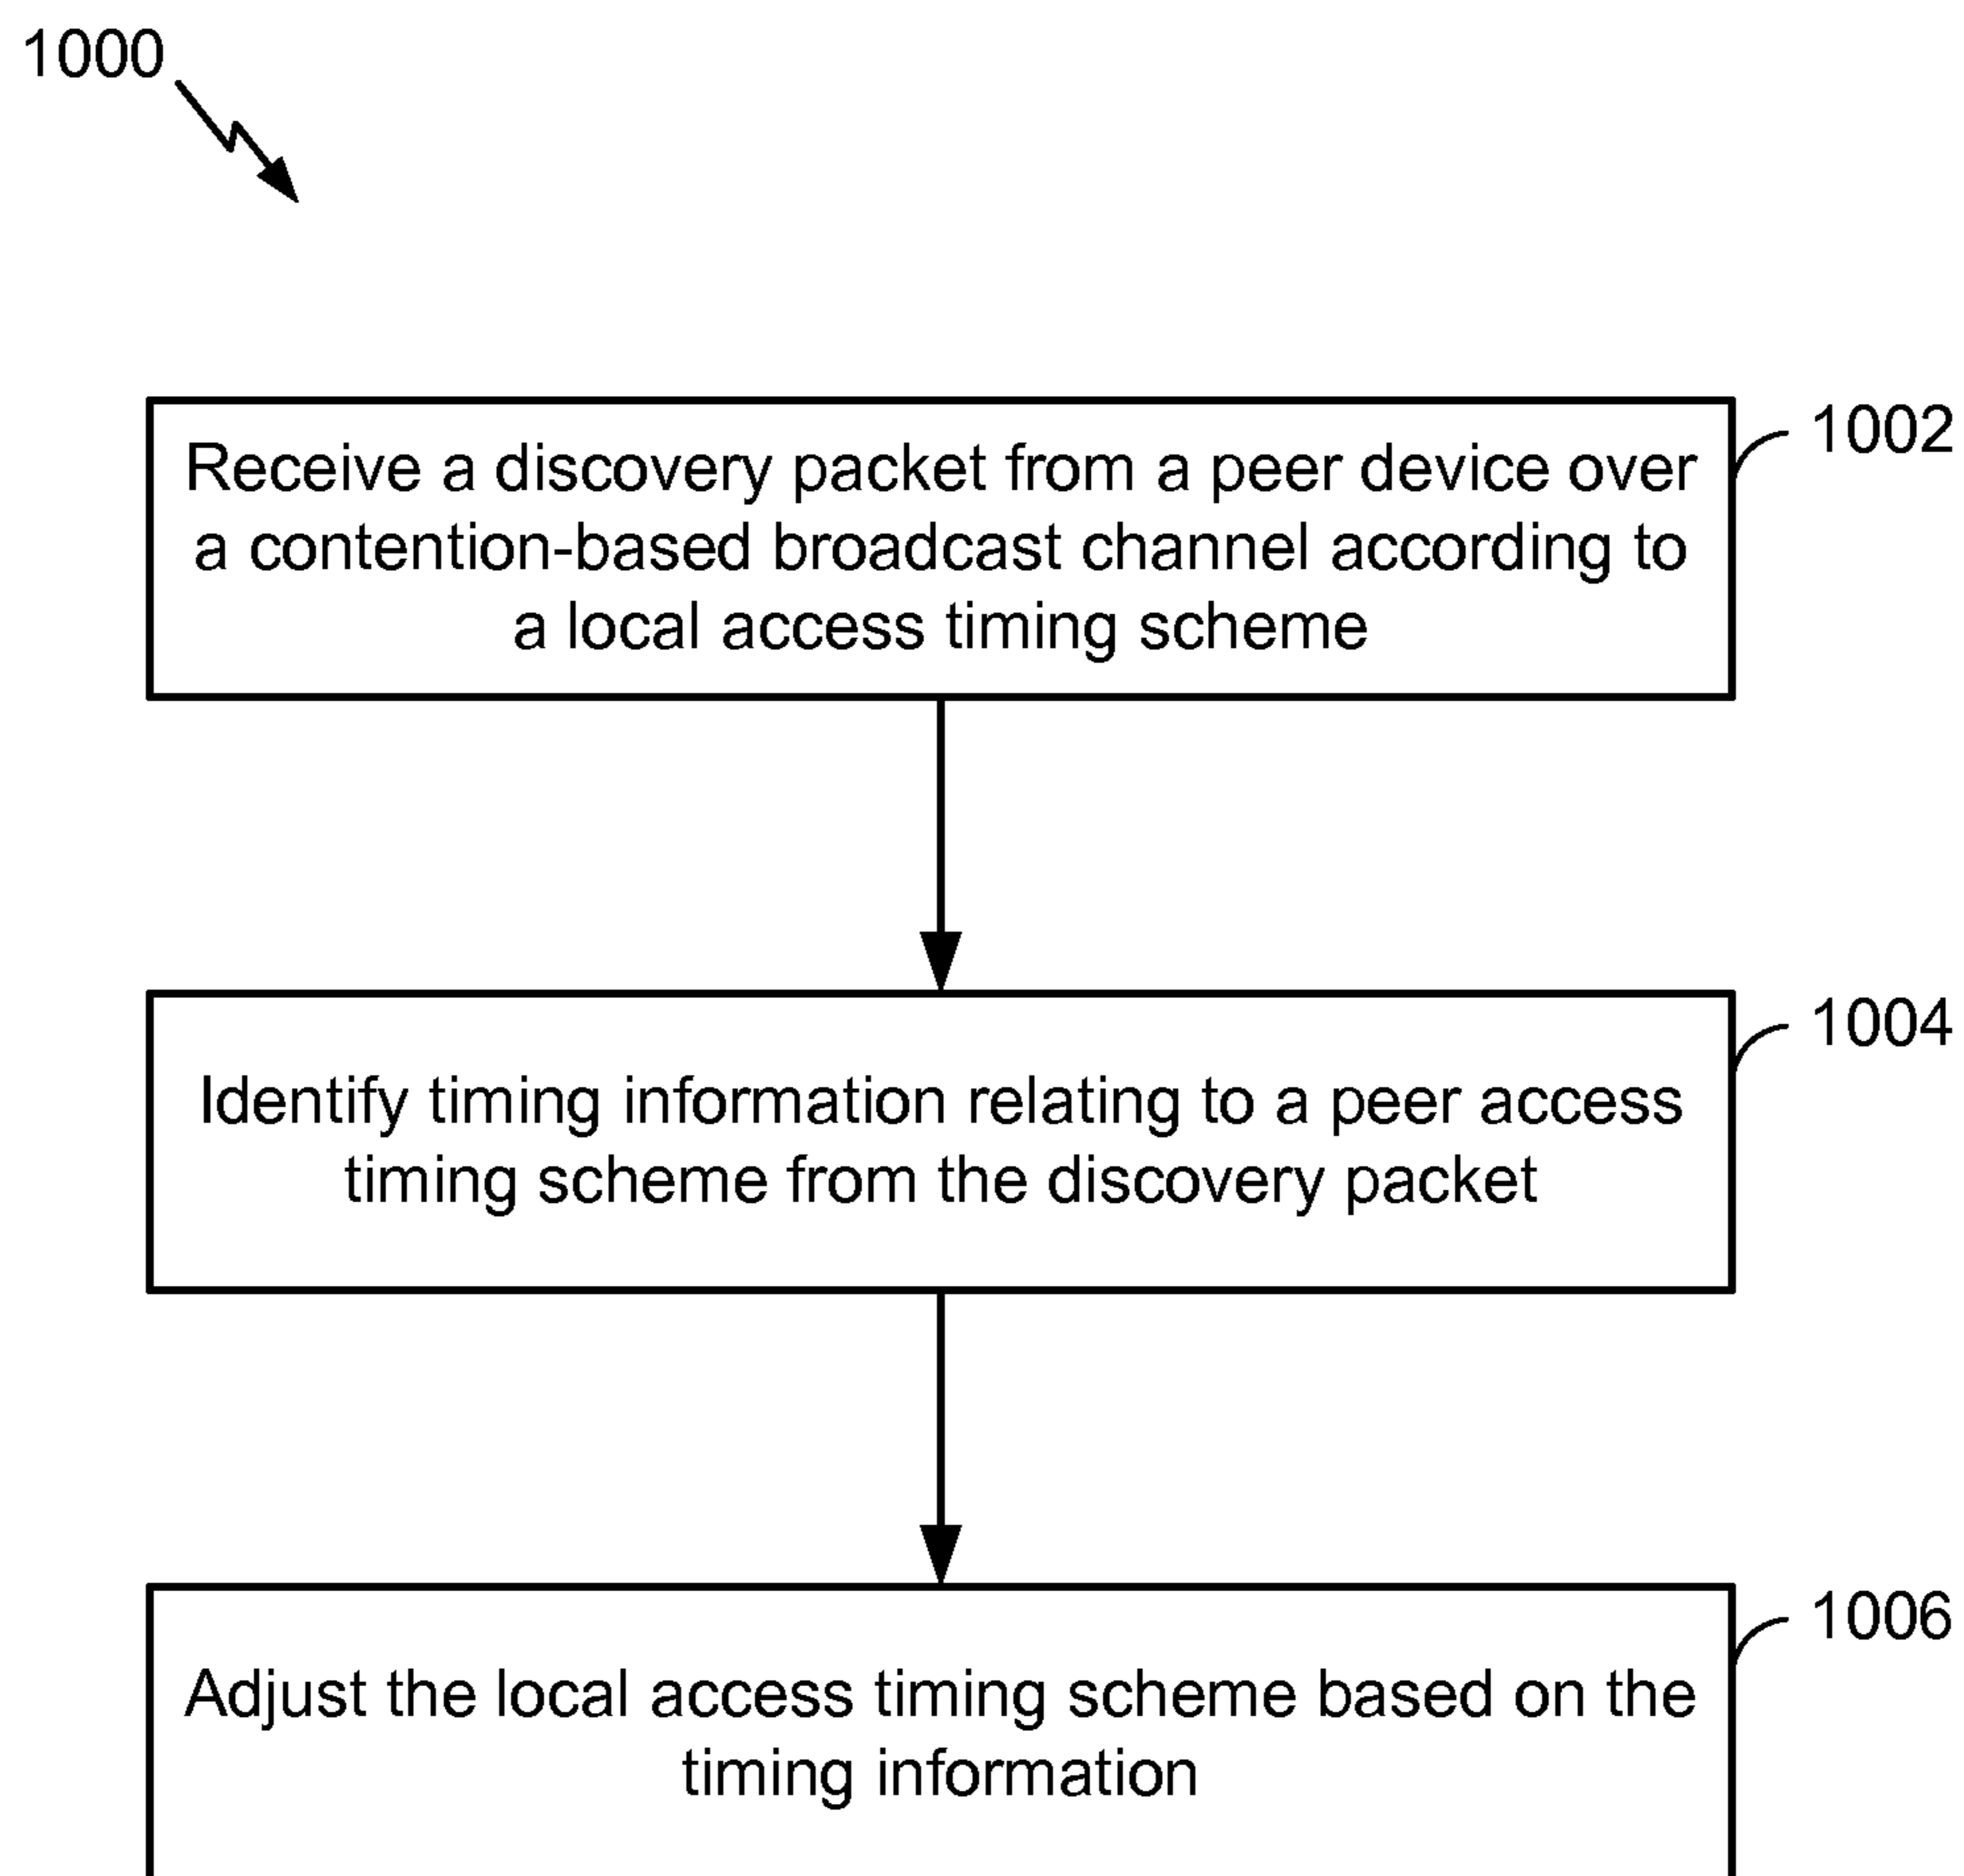 1000
1002
Receive a discovery packet from a peer device over
a contention-based broadcast channel according to
a local access timing scheme
1004
Identify timing information relating to a peer access
timing scheme from the discovery packet
1006
Adjust the local access timing scheme based on the
timing information